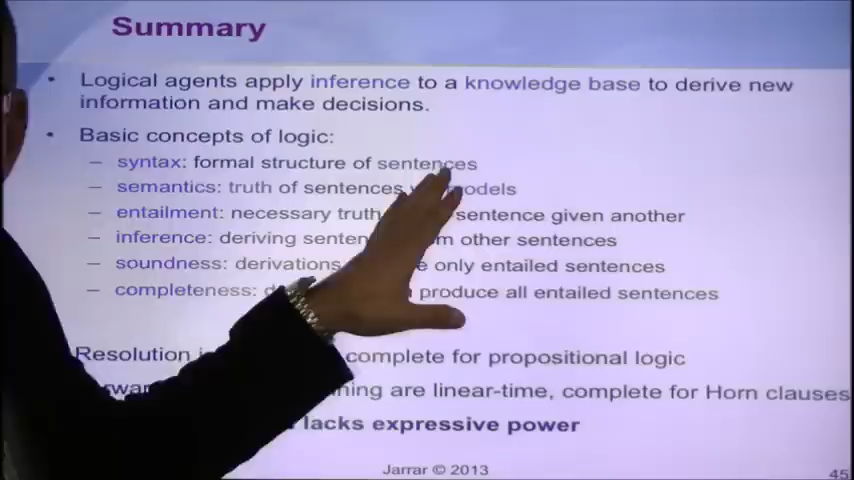 Summary
• Logical agents apply inference to a knowledge base to derive new
information and make decisions.
• Basic concepts of logic:
– syntax: formal structure of sentences
– semantics: truth of sentences models
– entailment: necessary truth sentence given another
– inference: deriving other sentences
– soundness: derivations only entailed sentences
– completeness: produce all entailed sentences
Resolution complete for propositional logic
are linear-time, complete for Horn clauses
lacks expressive power
Jarrar © 2013
45